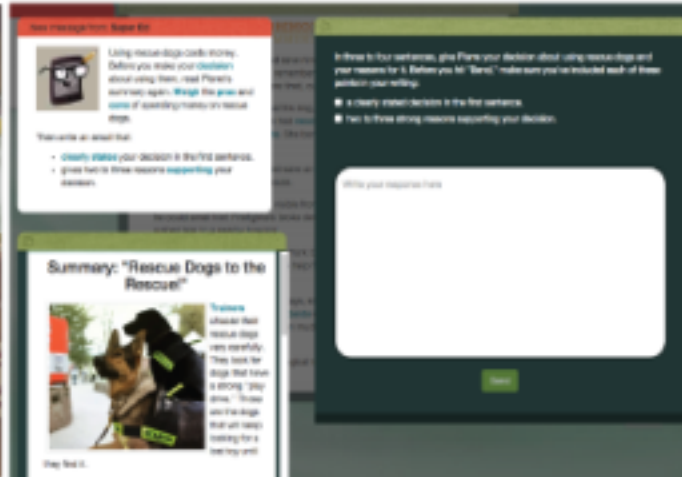 New message from: Super Ed
Using rescue dogs costs money.
Before you make your decision
about using them, read Pierre's
summary again. Weigh the pros and
cons of spending money on rescue
dogs.
Then write an email that:
clearly states your decision in the first sentence.
gives two to three reasons supporting your
decision.
In three to four sentences, give Pierre your decision about using rescue dogs and
your reasons for it. Before you hit "Send," make sure you've included each of these
points in your writing.
a clearly stated decision in the first sentence.
two to three strong reasons supporting your decision.
Write your response here
Send
Summary: "Rescue Dogs to the
Rescue!"
Trainers
choose their
rescue dogs
very carefully.
They look for
dogs that have
a strong "play
drive." These
are the dogs
that will keep
looking for a
lost toy until
they find it.